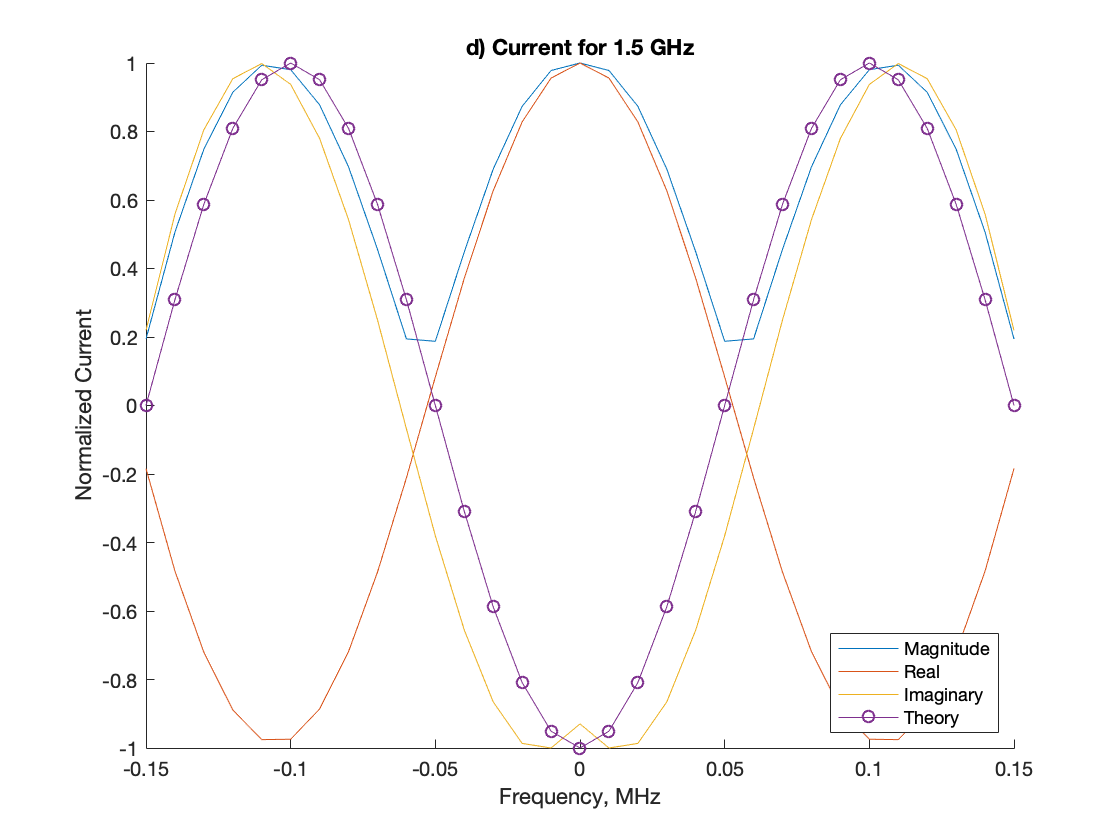 d) Current for 1.5 GHz
Normalized Current
1
0.8
0.6
0.4
0.2
0
-0.2
-0.4
-0.6
-0.8
-1
-0.15
-0.1
-0.05
0
0.05
0.1
0.15
Frequency, MHz
Magnitude
Real
Imaginary
Theory